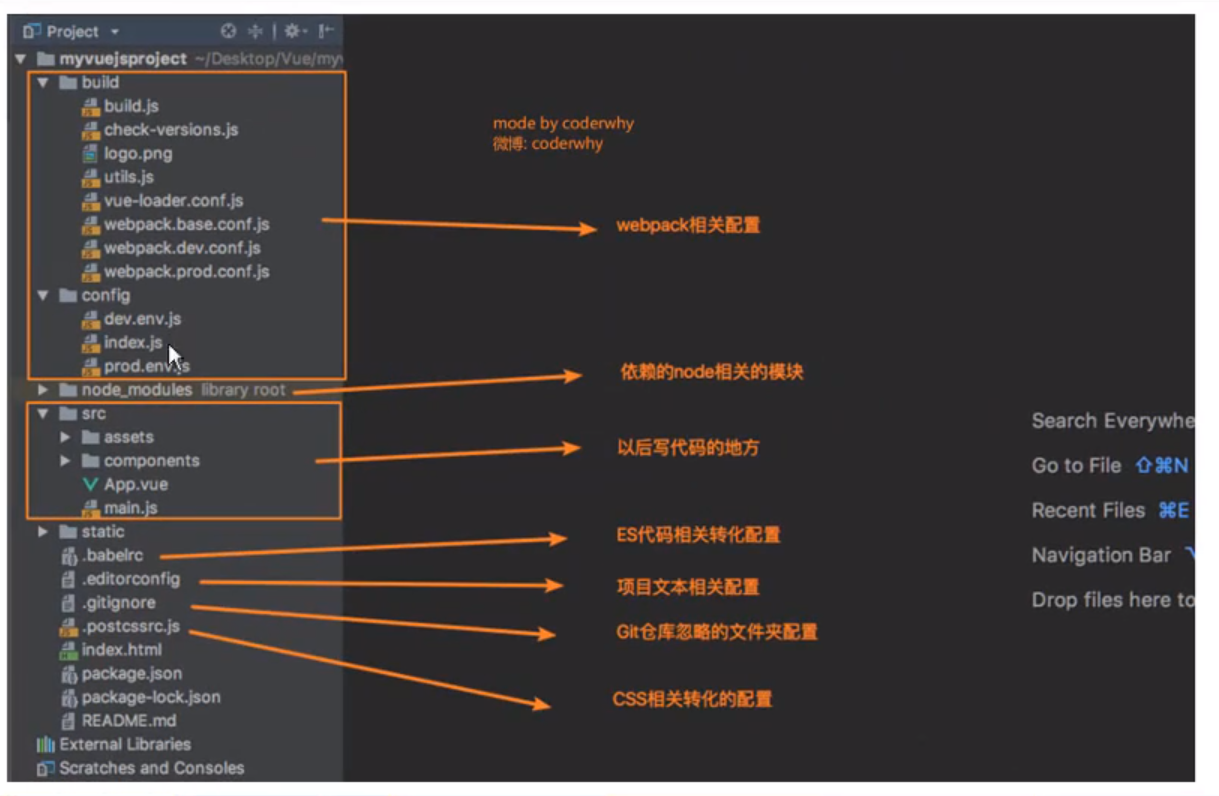 Project
myvuejsproject ~/Desktop/Vue/myv
build
build.js
check-versions.js
mode by coderwhy
微博: coderwhy
logo.png
utils.js
vue-loader.conf.js
webpack.base.conf.js
webpack相关配置
webpack.dev.conf.js
webpack.prod.conf.js
config
dev.env.js
index.js
prod.env.js
依赖的node相关的模块
node_modules library root
src
assets
以后写代码的地方
components
App.vue
main.js
static
ES代码相关转化配置
.babelrc
.editorconfig
项目文本相关配置
.gitignore
.postcssrc.js
Git仓库忽略的文件夹配置
index.html
package.json
package-lock.json
CSS相关转化的配置
README.md
External Libraries
Scratches and Consoles
Search Everywhe
Go to File ⇧⌘N
Recent Files ⌘E
Navigation Bar
Drop files here to